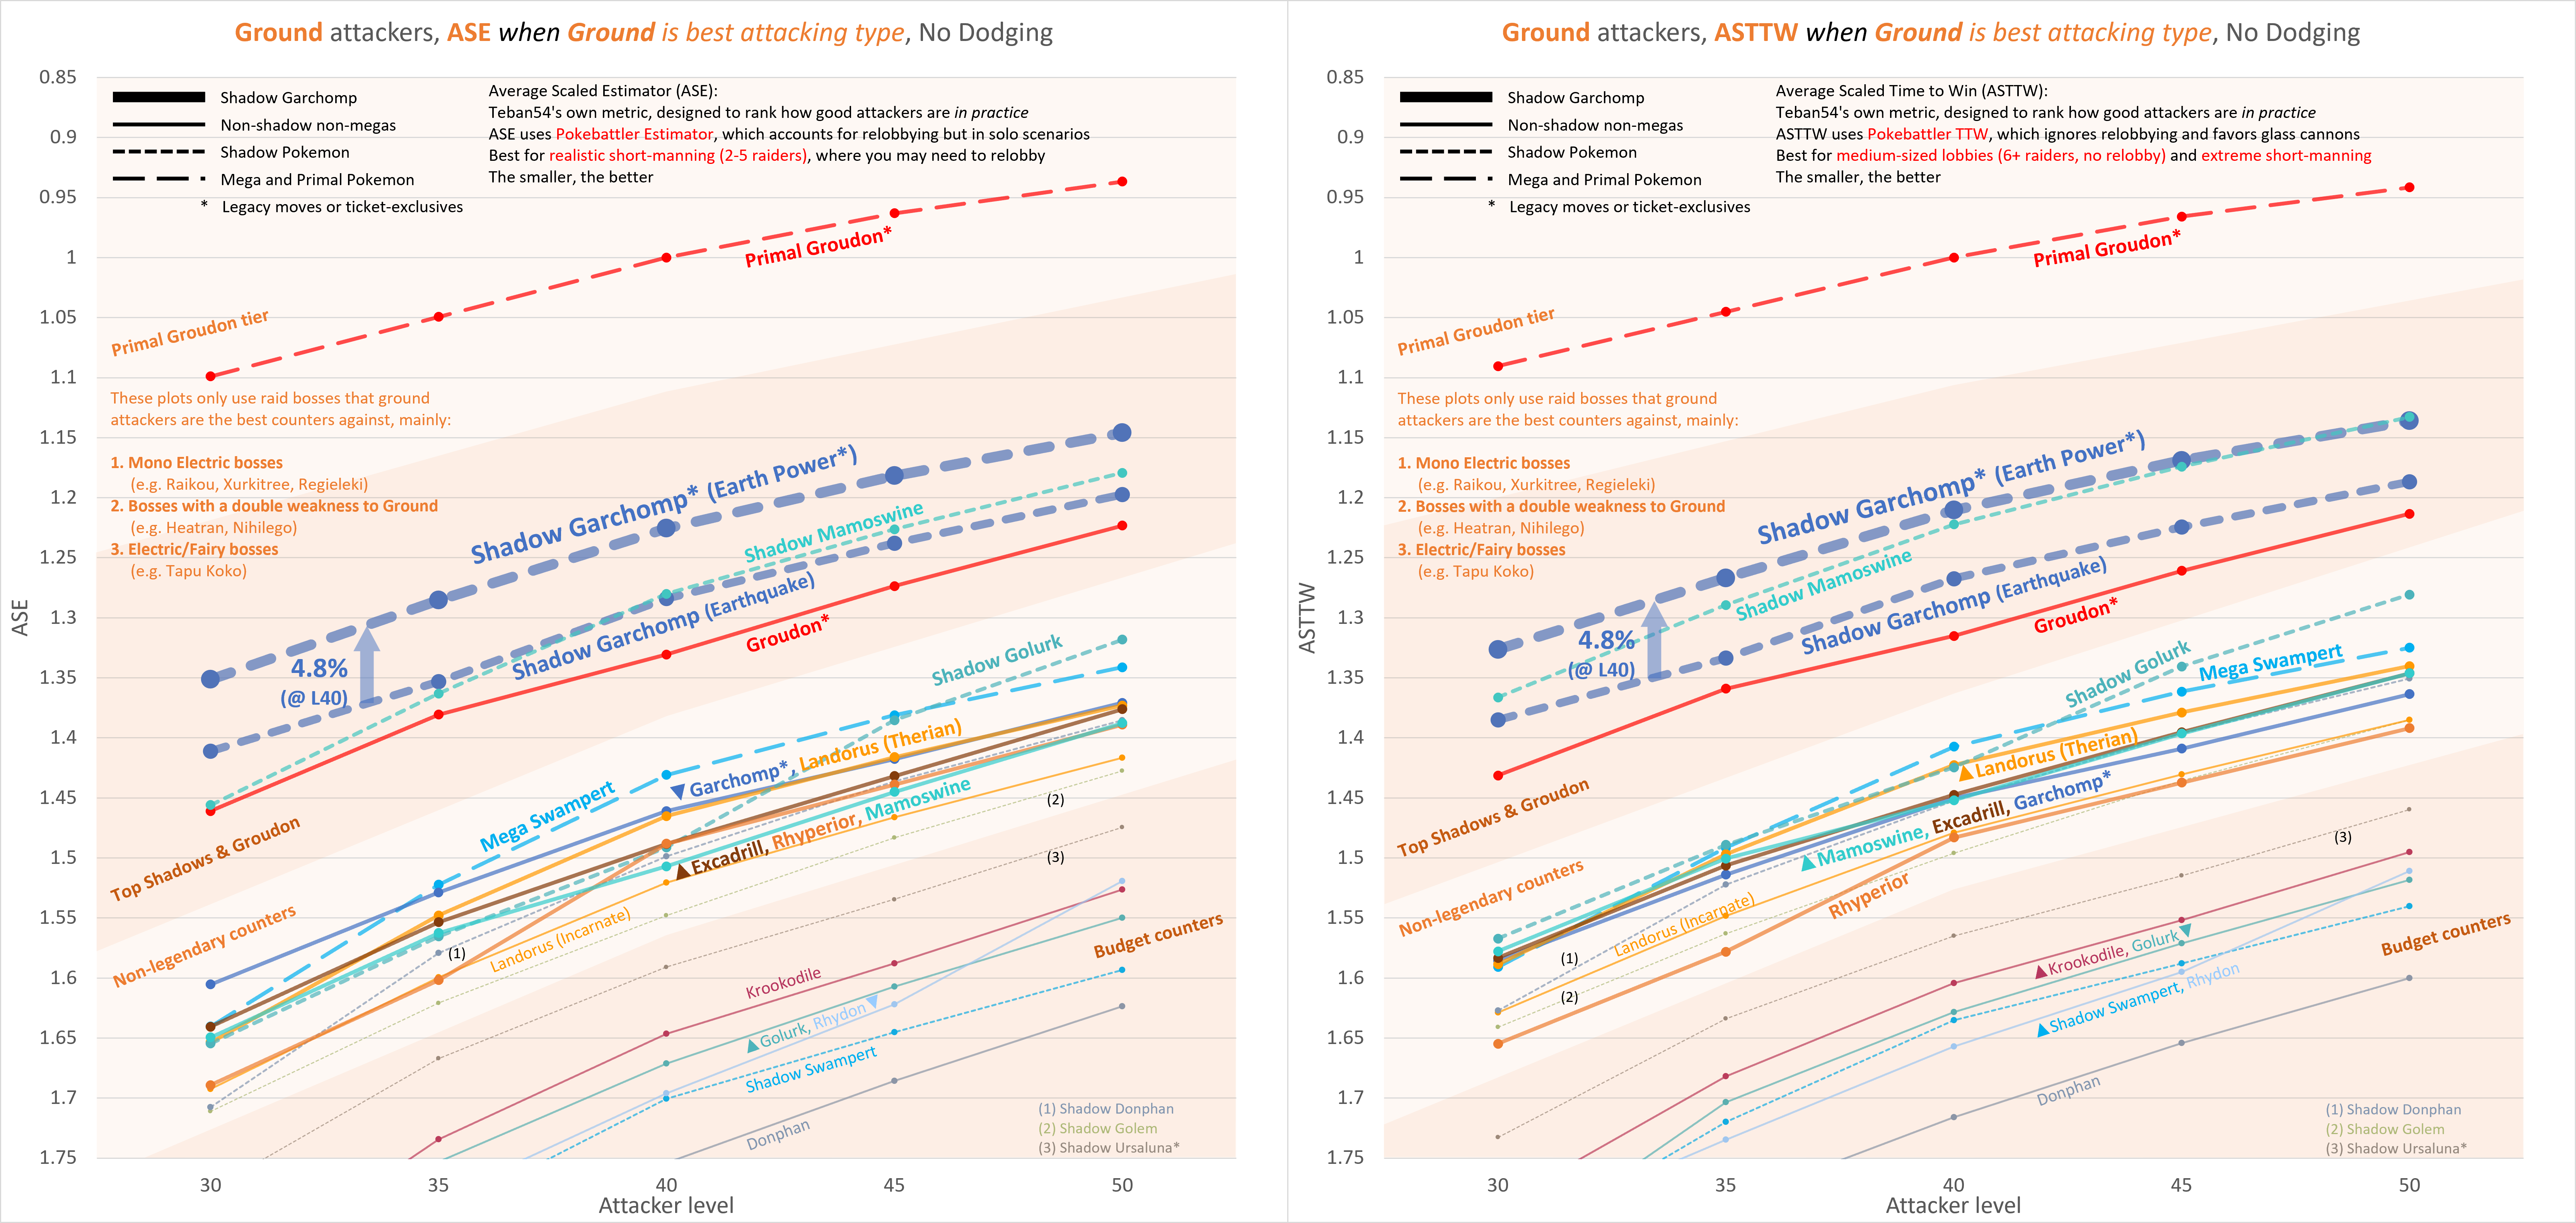 Ground attackers, ASE when Ground is best attacking type, No Dodging
0.85
0.9
0.95
1
1.05
1.1
1.15
1.2
1.25
1.3
1.35
1.4
1.45
1.5
1.55
1.6
1.65
1.7
1.75
ASE
Shadow Garchomp
Non-shadow non-megas
Shadow Pokemon
Mega and Primal Pokemon
* Legacy moves or ticket-exclusives
Average Scaled Estimator (ASE):
Teban54's own metric, designed to rank how good attackers are in practice
ASE uses Pokebattler Estimator, which accounts for relobbying but in solo scenarios
Best for realistic short-manning (2-5 raiders), where you may need to relobby
The smaller, the better
Primal Groudon*
Primal Groudon tier
These plots only use raid bosses that ground
attackers are the best counters against, mainly:
1. Mono Electric bosses
(e.g. Raikou, Xurkitree, Regieleki)
2. Bosses with a double weakness to Ground
(e.g. Heatran, Nihilego)
3. Electric/Fairy bosses
(e.g. Tapu Koko)
Shadow Garchomp* (Earth Power*)
Shadow Mamoswine
Shadow Garchomp (Earthquake)
Groudon*
4.8%
(@ L40)
Shadow Golurk
Mega Swampert
Garchomp*, Landorus (Therian)
Excadrill, Rhyperior, Mamoswine
Top Shadows & Groudon
Non-legendary counters
Landorus (Incarnate)
(1)
(2)
(3)
Budget counters
Krookodile
Golurk, Rhydon
Shadow Swampert
Donphan
(1) Shadow Donphan
(2) Shadow Golem
(3) Shadow Ursaluna*
30
35
40
45
50
Attacker level
Ground attackers, ASTTW when Ground is best attacking type, No Dodging
0.85
0.9
0.95
1
1.05
1.1
1.15
1.2
1.25
1.3
1.35
1.4
1.45
1.5
1.55
1.6
1.65
1.7
1.75
ASTTW
Shadow Garchomp
Non-shadow non-megas
Shadow Pokemon
Mega and Primal Pokemon
* Legacy moves or ticket-exclusives
Average Scaled Time to Win (ASTTW):
Teban54's own metric, designed to rank how good attackers are in practice
ASTTW uses Pokebattler TTW, which ignores relobbying and favors glass cannons
Best for medium-sized lobbies (6+ raiders, no relobby) and extreme short-manning
The smaller, the better
Primal Groudon*
Primal Groudon tier
These plots only use raid bosses that ground
attackers are the best counters against, mainly:
1. Mono Electric bosses
(e.g. Raikou, Xurkitree, Regieleki)
2. Bosses with a double weakness to Ground
(e.g. Heatran, Nihilego)
3. Electric/Fairy bosses
(e.g. Tapu Koko)
Shadow Garchomp* (Earth Power*)
Shadow Mamoswine
Shadow Garchomp (Earthquake)
Groudon*
4.8%
(@ L40)
Shadow Golurk
Mega Swampert
Landorus (Therian)
Mamoswine, Excadrill, Garchomp*
Top Shadows & Groudon
Non-legendary counters
Rhyperior
Landorus (Incarnate)
(1)
(2)
(3)
Budget counters
Krookodile, Golurk
Shadow Swampert, Rhydon
Donphan
(1) Shadow Donphan
(2) Shadow Golem
(3) Shadow Ursaluna*
30
35
40
45
50
Attacker level